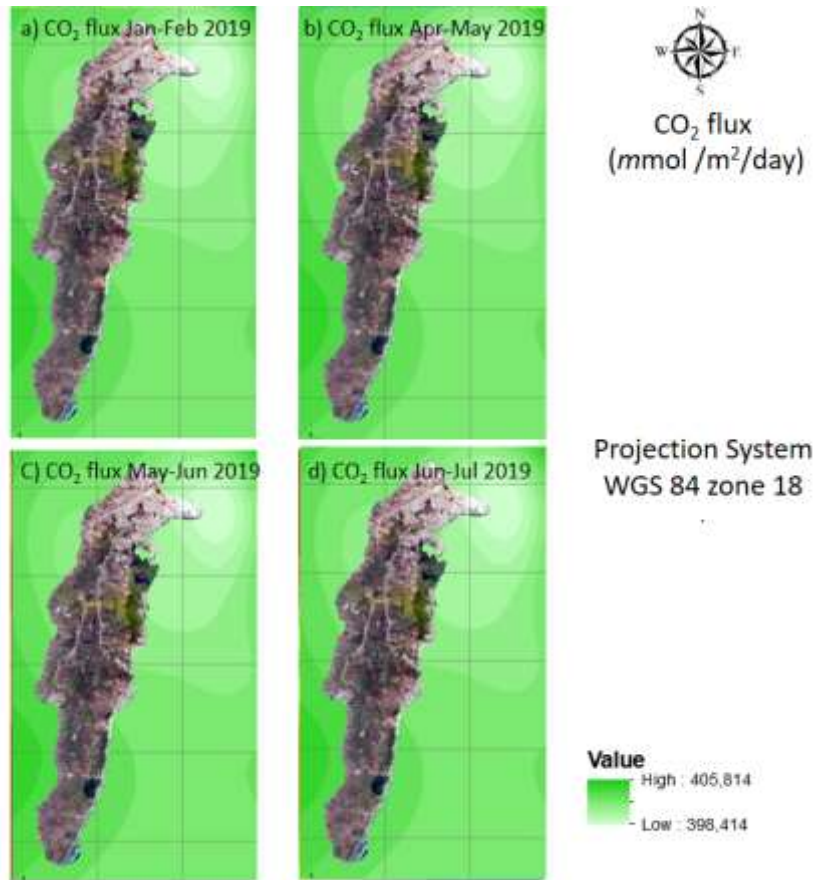 a) CO₂ flux Jan-Feb 2019
b) CO₂ flux Apr-May 2019
N
W
E
S
CO₂ flux
(mmol /m²/day)
C) CO₂ flux May-Jun 2019
d) CO₂ flux Jun-Jul 2019
Projection System
WGS 84 zone 18
.
Value
High : 405,814
Low : 398,414